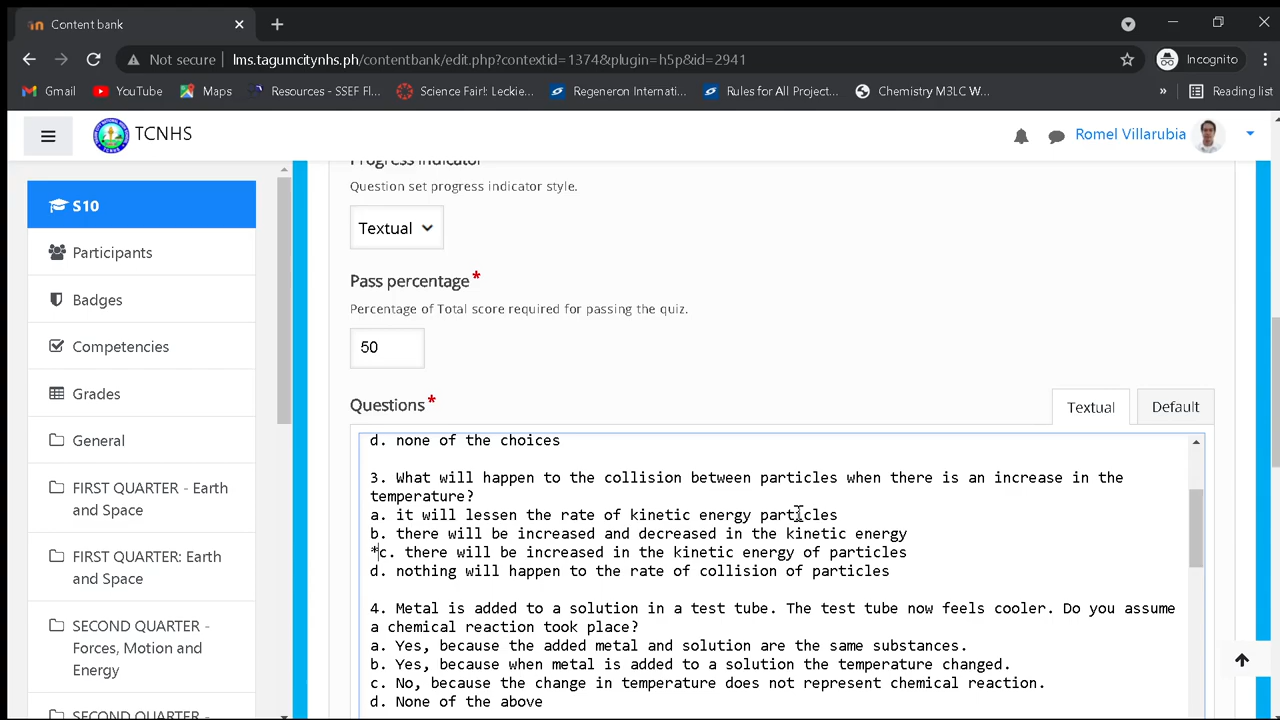 Content bank
Not secure lms.tagumcitynhs.ph/contentbank/edit.php?contextid=1374&plugin=h5p&id=2941 Incognito
Gmail YouTube Maps Resources - SSEF Fl... Science Fair!: Leckie... Regeneron Internati... Rules for All Project... Chemistry M3LC W... » Reading list
TCNHS Romel Villarubia
S10
Participants
Badges
Competencies
Grades
General
FIRST QUARTER - Earth
and Space
FIRST QUARTER: Earth
and Space
SECOND QUARTER -
Forces, Motion and
Energy
SECOND QUARTER -
Progress indicator
Question set progress indicator style.
Textual
Pass percentage*
Percentage of Total score required for passing the quiz.
50
Questions* Textual Default
d. none of the choices
3. What will happen to the collision between particles when there is an increase in the
temperature?
a. it will lessen the rate of kinetic energy particles
b. there will be increased and decreased in the kinetic energy
*c. there will be increased in the kinetic energy of particles
d. nothing will happen to the rate of collision of particles
4. Metal is added to a solution in a test tube. The test tube now feels cooler. Do you assume
a chemical reaction took place?
a. Yes, because the added metal and solution are the same substances.
b. Yes, because when metal is added to a solution the temperature changed.
c. No, because the change in temperature does not represent chemical reaction.
d. None of the above